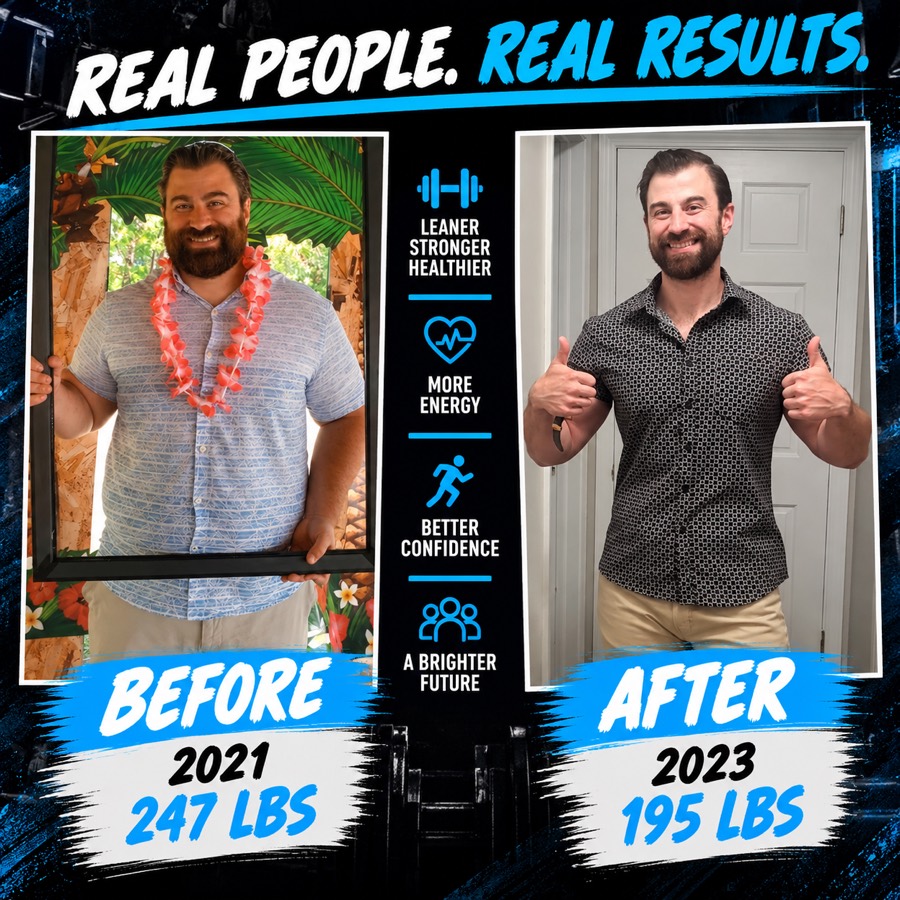 REAL PEOPLE. REAL RESULTS.
LEANER
STRONGER
HEALTHIER
MORE
ENERGY
BETTER
CONFIDENCE
A BRIGHTER
FUTURE
BEFORE
2021
247 LBS
AFTER
2023
195 LBS